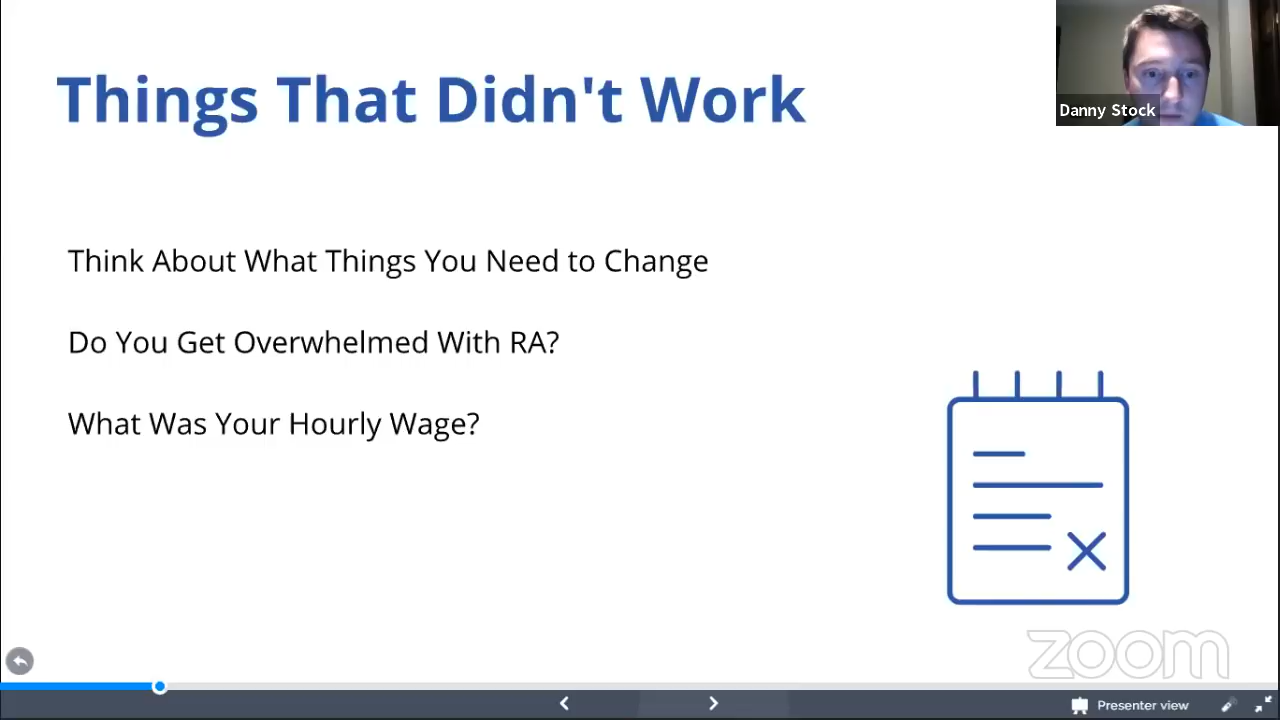 Things That Didn't Work
Danny Stock
Think About What Things You Need to Change
Do You Get Overwhelmed With RA?
What Was Your Hourly Wage?
zoom
Presenter view